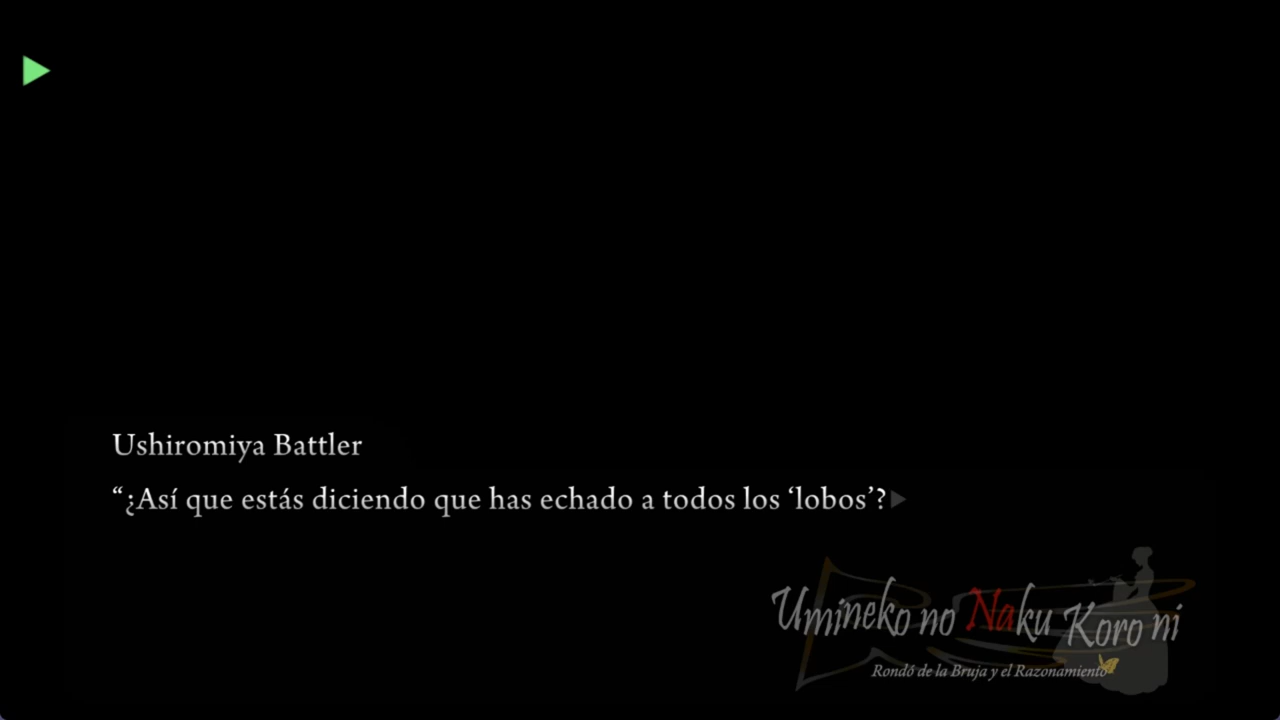 Ushiromiya Battler
“¿Así que estás diciendo que has echado a todos los ‘lobos’?
Umineko no Naku Koro ni
Rondó de la Bruja y el Razonamiento